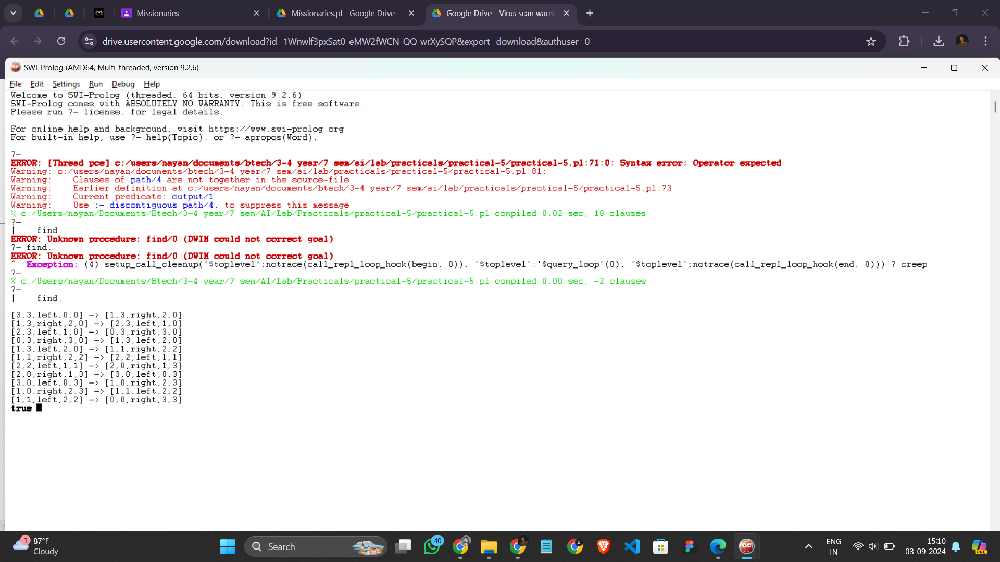 aws
Missionaries
Missionaries.pl - Google Drive
Google Drive - Virus scan warni
drive.usercontent.google.com/download?id=1Wnwlf3pxSat0_eMW2fWCN_QQ-wrXySQP&export=download&authuser=0
SWI-Prolog (AMD64, Multi-threaded, version 9.2.6)
File Edit Settings Run Debug Help
Welcome to SWI-Prolog (threaded, 64 bits, version 9.2.6)
SWI-Prolog comes with ABSOLUTELY NO WARRANTY. This is free software.
Please run ?- license. for legal details.
For online help and background, visit https://www.swi-prolog.org
For built-in help, use ?- help(Topic). or ?- apropos(Word).
?-
ERROR: [Thread pce] c:/users/nayan/documents/btech/3-4 year/7 sem/ai/lab/practicals/practical-5/practical-5.pl:71:0: Syntax error: Operator expected
Warning: c:/users/nayan/documents/btech/3-4 year/7 sem/ai/lab/practicals/practical-5/practical-5.pl:81:
Warning:    Clauses of path/4 are not together in the source-file
Warning:    Earlier definition at c:/users/nayan/documents/btech/3-4 year/7 sem/ai/lab/practicals/practical-5/practical-5.pl:73
Warning:    Current predicate: output/1
Warning:    Use :- discontiguous path/4. to suppress this message
% c:/Users/nayan/Documents/Btech/3-4 year/7 sem/AI/Lab/Practicals/practical-5/practical-5.pl compiled 0.02 sec, 18 clauses
?-
|    find.
ERROR: Unknown procedure: find/0 (DWIM could not correct goal)
?- find.
ERROR: Unknown procedure: find/0 (DWIM could not correct goal)
^  Exception: (4) setup_call_cleanup('$toplevel':notrace(call_repl_loop_hook(begin, 0)), '$toplevel':'$query_loop'(0), '$toplevel':notrace(call_repl_loop_hook(end, 0))) ? creep
?-
% c:/Users/nayan/Documents/Btech/3-4 year/7 sem/AI/Lab/Practicals/practical-5/practical-5.pl compiled 0.00 sec, -2 clauses
?-
|    find.
[3,3,left,0,0] -> [1,3,right,2,0]
[1,3,right,2,0] -> [2,3,left,1,0]
[2,3,left,1,0] -> [0,3,right,3,0]
[0,3,right,3,0] -> [1,3,left,2,0]
[1,3,left,2,0] -> [1,1,right,2,2]
[1,1,right,2,2] -> [2,2,left,1,1]
[2,2,left,1,1] -> [2,0,right,1,3]
[2,0,right,1,3] -> [3,0,left,0,3]
[3,0,left,0,3] -> [1,0,right,2,3]
[1,0,right,2,3] -> [1,1,left,2,2]
[1,1,left,2,2] -> [0,0,right,3,3]
true
1
87°F
Cloudy
Search
40
ENG
IN
15:10
03-09-2024
PRE